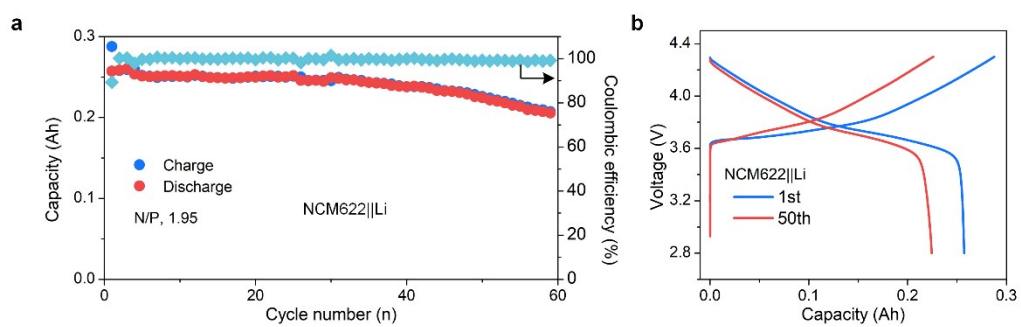 a
0.3
0.2
0.1
0.0
Capacity (Ah)
Charge
Discharge
N/P, 1.95
NCM622||Li
0
20
40
60
Cycle number (n)
100
80
60
40
20
0
Coulombic efficiency (%)
b
4.4
4.0
3.6
3.2
2.8
Voltage (V)
NCM622||Li
1st
50th
0.0
0.1
0.2
0.3
Capacity (Ah)